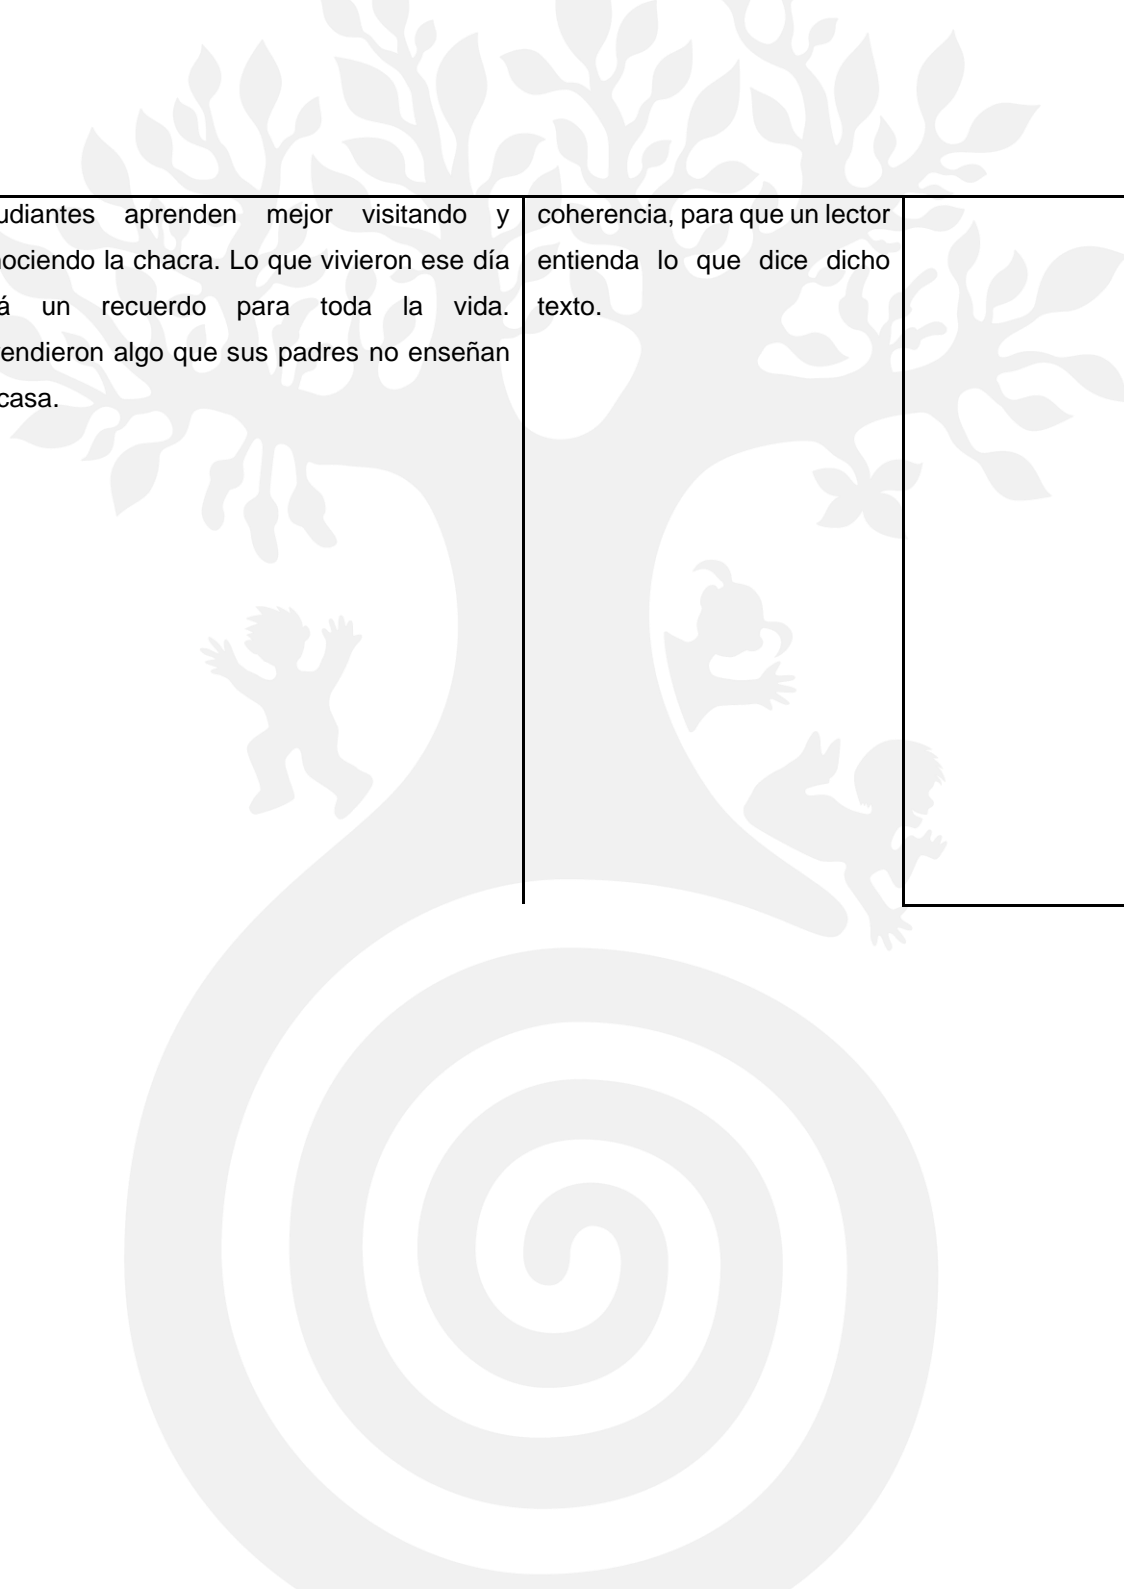 udiantes aprenden mejor visitando y
ociendo la chacra. Lo que vivieron ese día
á un recuerdo para toda la vida.
endieron algo que sus padres no enseñan
casa.
coherencia, para que un lector
entienda lo que dice dicho
texto.